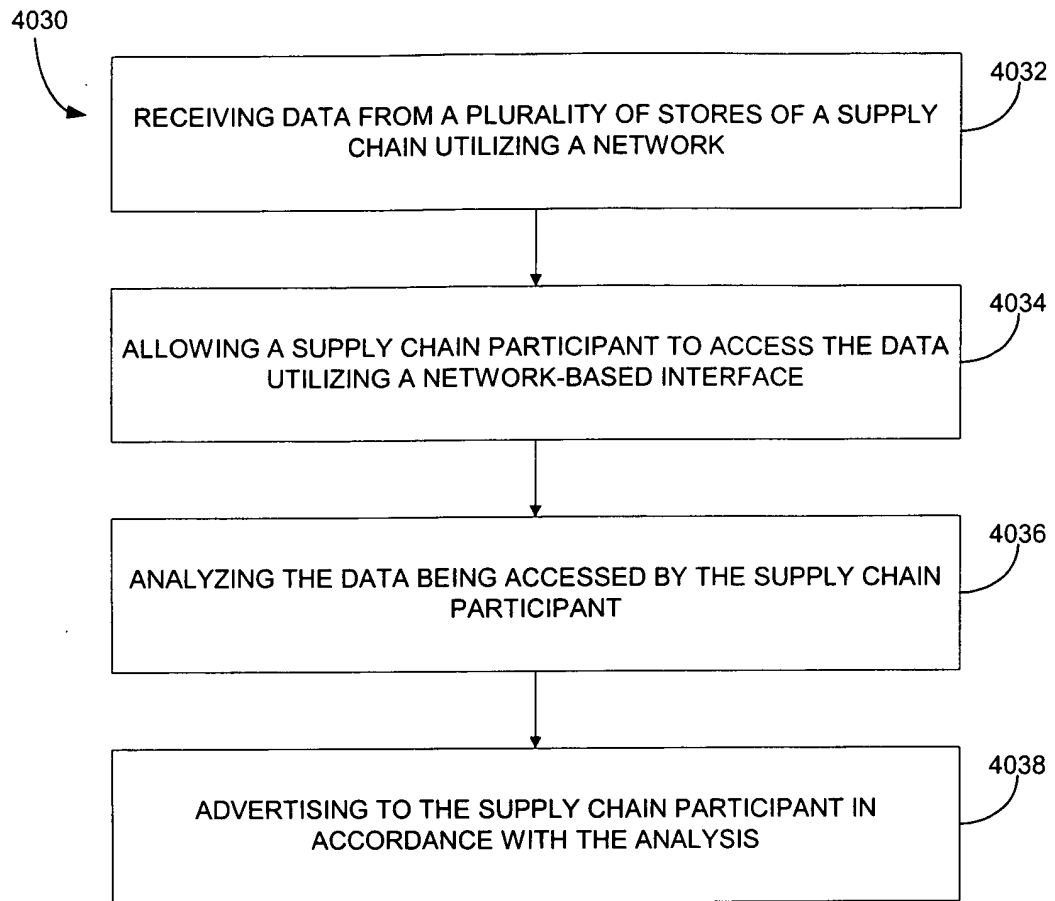 4030
4032
RECEIVING DATA FROM A PLURALITY OF STORES OF A SUPPLY
CHAIN UTILIZING A NETWORK
4034
ALLOWING A SUPPLY CHAIN PARTICIPANT TO ACCESS THE DATA
UTILIZING A NETWORK-BASED INTERFACE
4036
ANALYZING THE DATA BEING ACCESSED BY THE SUPPLY CHAIN
PARTICIPANT
4038
ADVERTISING TO THE SUPPLY CHAIN PARTICIPANT IN
ACCORDANCE WITH THE ANALYSIS